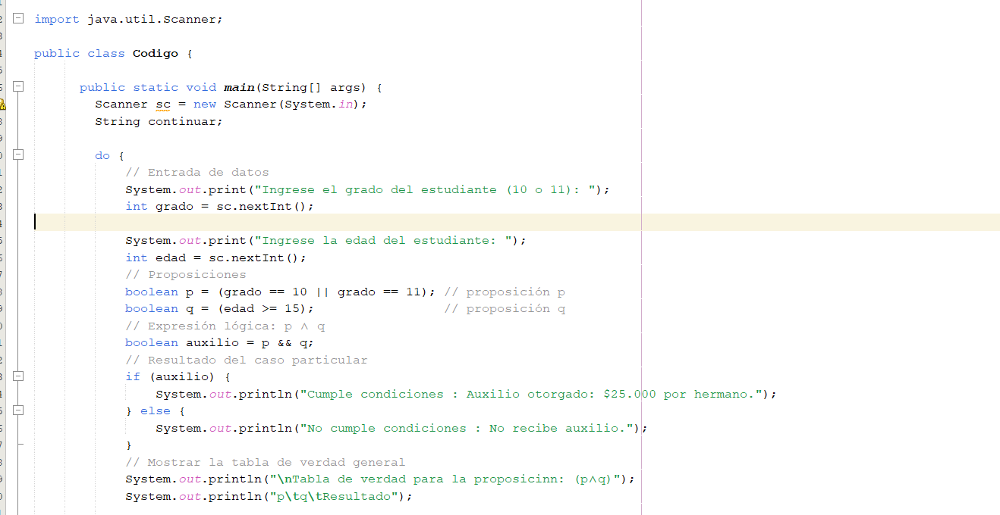 import java.util.Scanner;
public class Codigo {
public static void main(String[] args) {
Scanner sc = new Scanner(System.in);
String continuar;
do {
// Entrada de datos
System.out.print("Ingrese el grado del estudiante (10 o 11): ");
int grado = sc.nextInt();
System.out.print("Ingrese la edad del estudiante: ");
int edad = sc.nextInt();
// Proposiciones
boolean p = (grado == 10 || grado == 11); // proposición p
boolean q = (edad >= 15); // proposición q
// Expresión lógica: p ∧ q
boolean auxilio = p && q;
// Resultado del caso particular
if (auxilio) {
System.out.println("Cumple condiciones : Auxilio otorgado: $25.000 por hermano.");
} else {
System.out.println("No cumple condiciones : No recibe auxilio.");
}
// Mostrar la tabla de verdad general
System.out.println("\nTabla de verdad para la proposicinn: (p∧q)");
System.out.println("p\tq\tResultado");